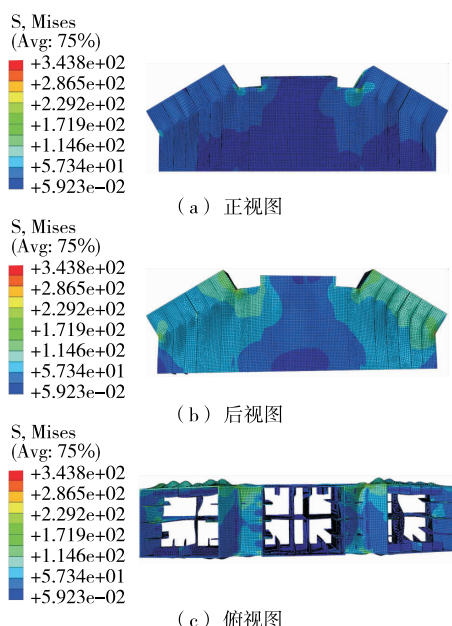 S, Mises
(Avg: 75%)
+3.438e+02
+2.865e+02
+2.292e+02
+1.719e+02
+1.146e+02
+5.734e+01
+5.923e-02
（a）正视图
S, Mises
(Avg: 75%)
+3.438e+02
+2.865e+02
+2.292e+02
+1.719e+02
+1.146e+02
+5.734e+01
+5.923e-02
（b）后视图
S, Mises
(Avg: 75%)
+3.438e+02
+2.865e+02
+2.292e+02
+1.719e+02
+1.146e+02
+5.734e+01
+5.923e-02
（c）俯视图